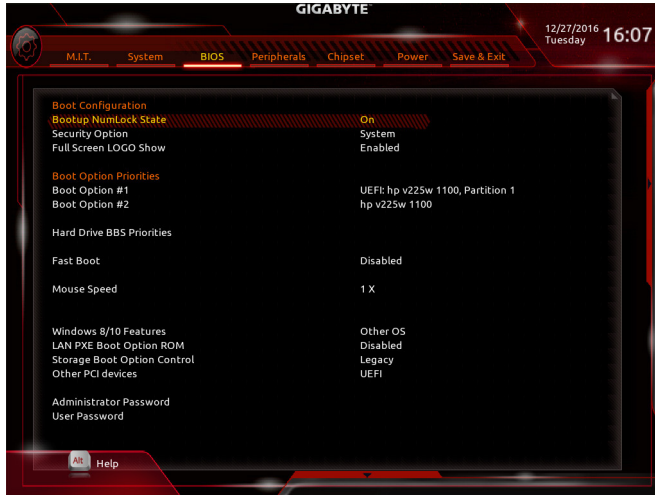 GIGABYTE™
12/27/2016 16:07
Tuesday
M.I.T. System BIOS Peripherals Chipset Power Save & Exit
Boot Configuration
Bootup NumLock State On
Security Option System
Full Screen LOGO Show Enabled
Boot Option Priorities
Boot Option #1 UEFI: hp v225w 1100, Partition 1
Boot Option #2 hp v225w 1100
Hard Drive BBS Priorities
Fast Boot Disabled
Mouse Speed 1 X
Windows 8/10 Features Other OS
LAN PXE Boot Option ROM Disabled
Storage Boot Option Control Legacy
Other PCI devices UEFI
Administrator Password
User Password
Alt Help